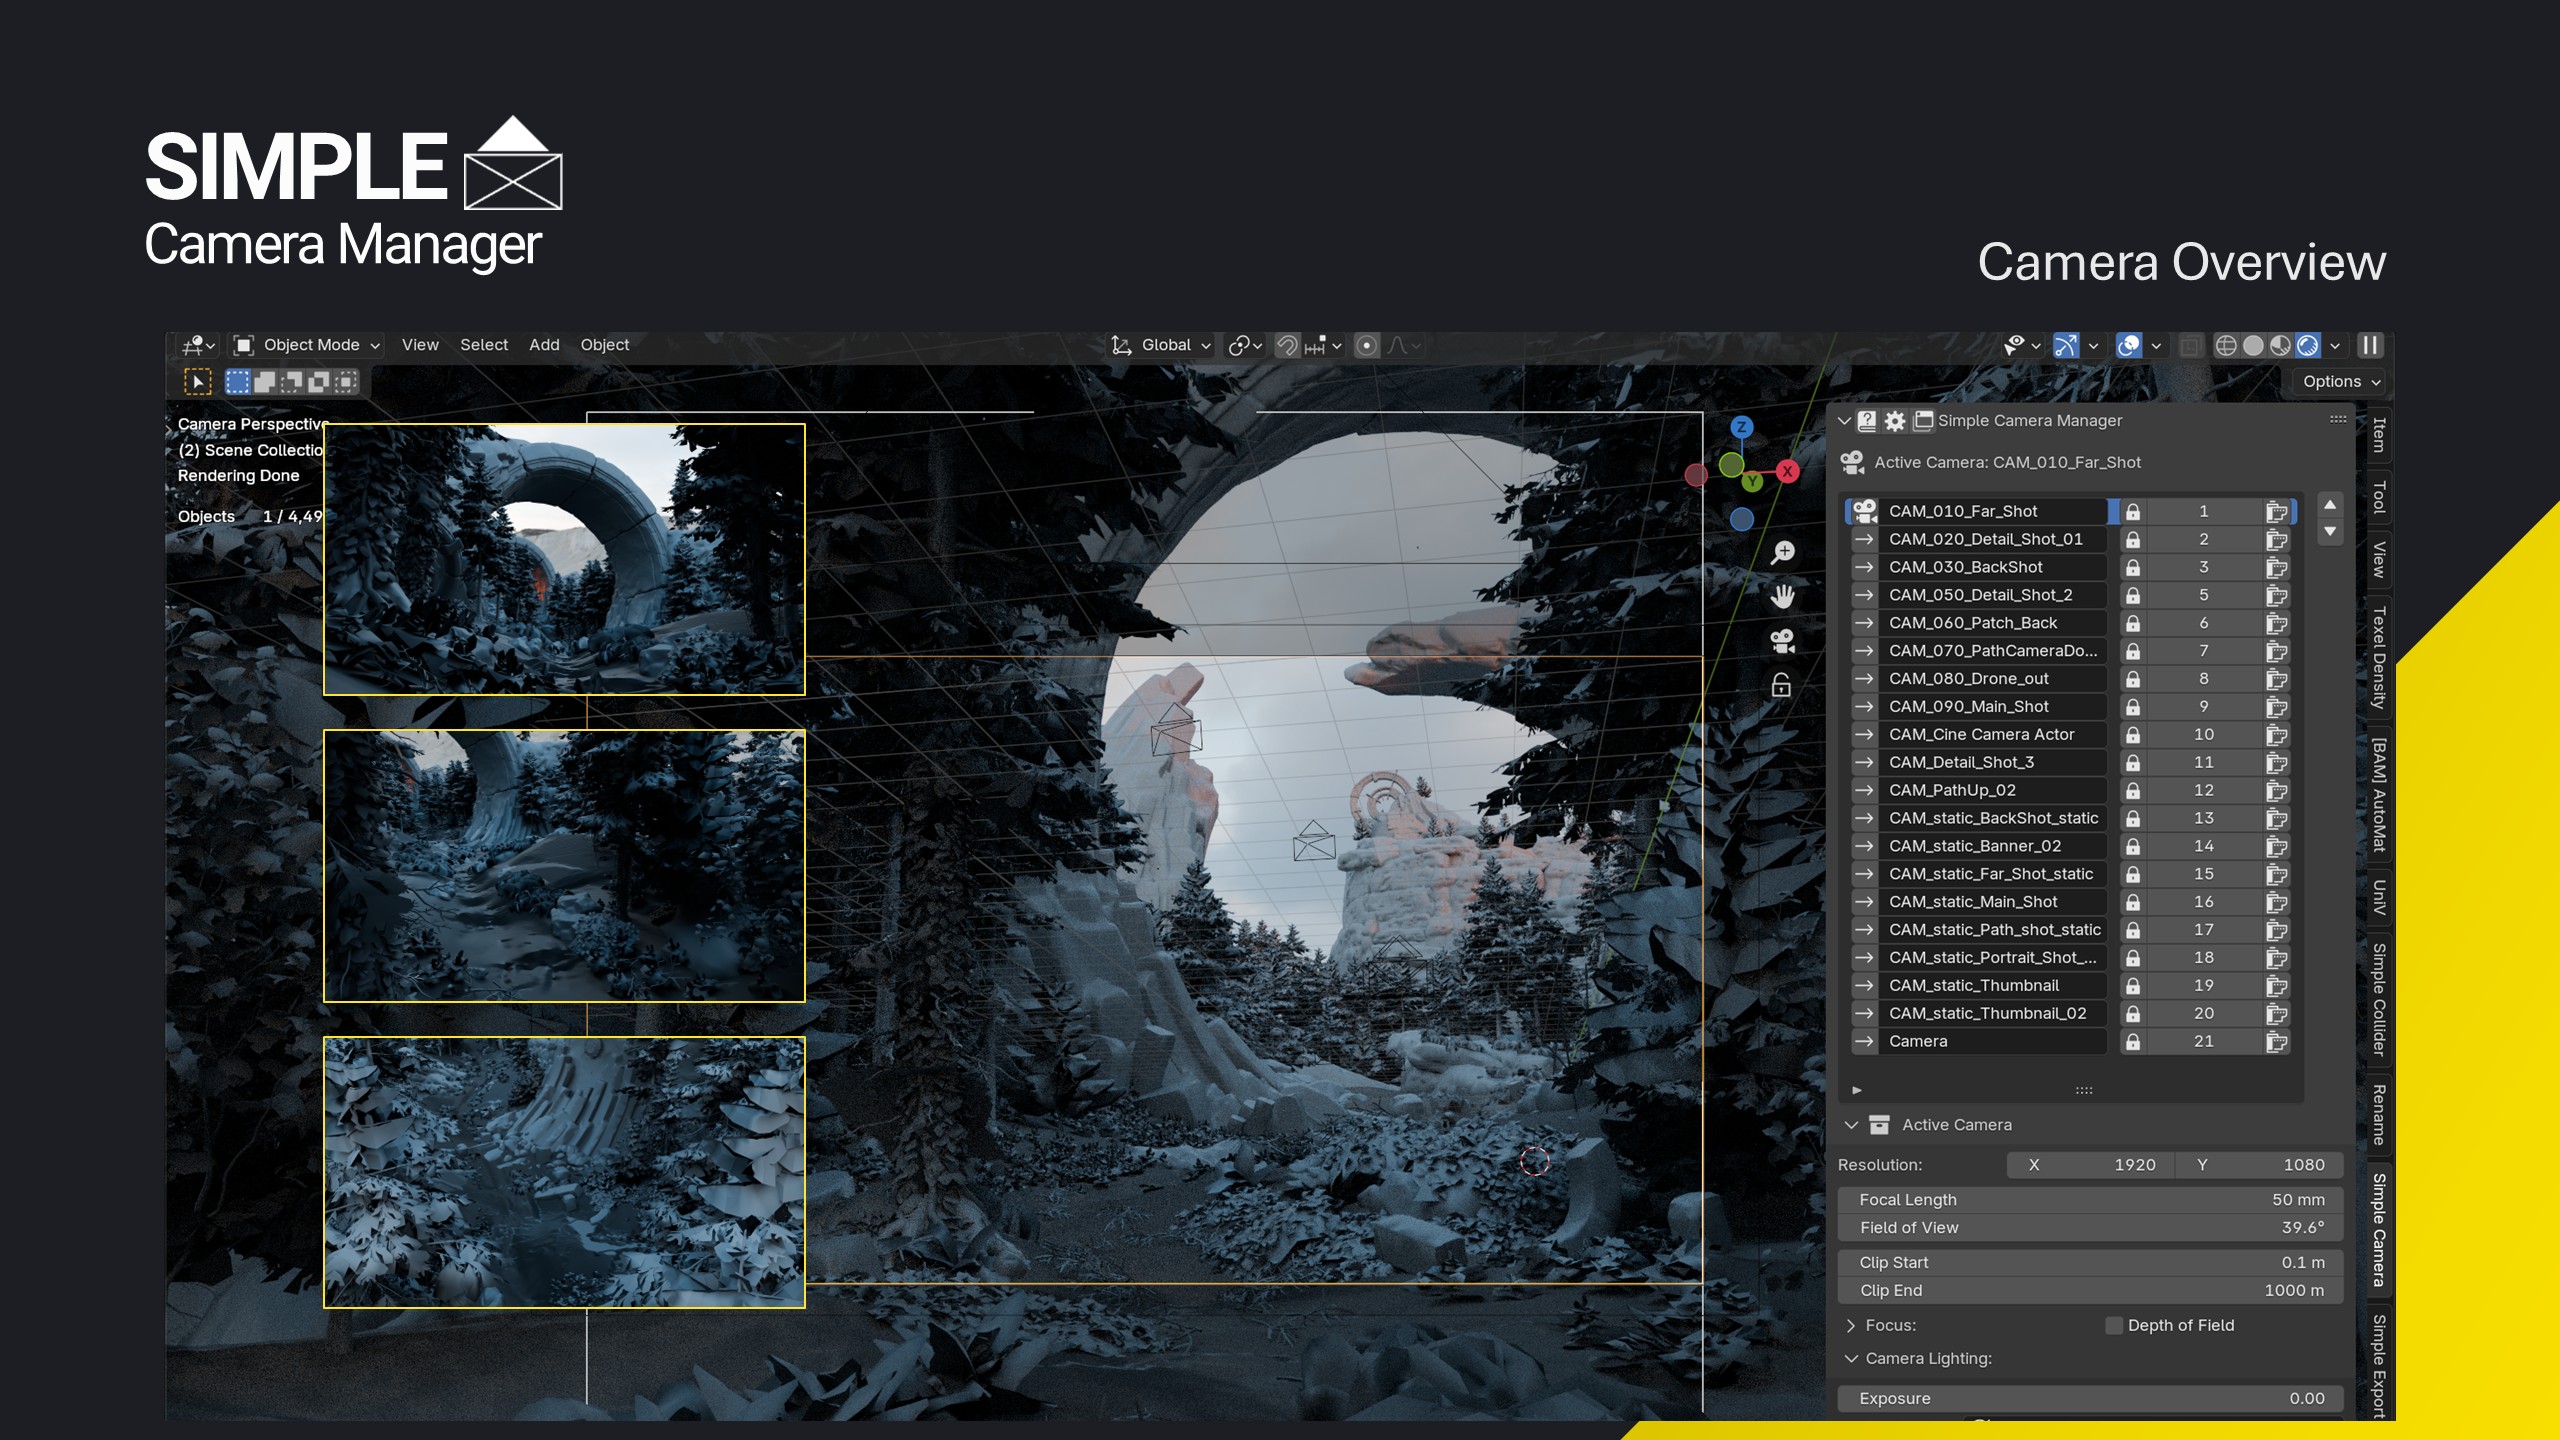 SIMPLE
Camera Manager
Camera Overview
Object Mode View Select Add Object Global
Options
Camera Perspective
(2) Scene Collectio
Rendering Done
Objects 1 / 4,49
Z
X
Y
Simple Camera Manager
Active Camera: CAM_010_Far_Shot
CAM_010_Far_Shot 1
CAM_020_Detail_Shot_01 2
CAM_030_BackShot 3
CAM_050_Detail_Shot_2 5
CAM_060_Patch_Back 6
CAM_070_PathCameraDo... 7
CAM_080_Drone_out 8
CAM_090_Main_Shot 9
CAM_Cine Camera Actor 10
CAM_Detail_Shot_3 11
CAM_PathUp_02 12
CAM_static_BackShot_static 13
CAM_static_Banner_02 14
CAM_static_Far_Shot_static 15
CAM_static_Main_Shot 16
CAM_static_Path_shot_static 17
CAM_static_Portrait_Shot_... 18
CAM_static_Thumbnail 19
CAM_static_Thumbnail_02 20
Camera 21
Active Camera
Resolution: X 1920 Y 1080
Focal Length 50 mm
Field of View 39.6°
Clip Start 0.1 m
Clip End 1000 m
Focus: Depth of Field
Camera Lighting:
Exposure 0.00
Item
Tool
View
Texel Density
[BAM] AutoMat
UniV
Simple Collider
Rename
Simple Camera
Simple Export